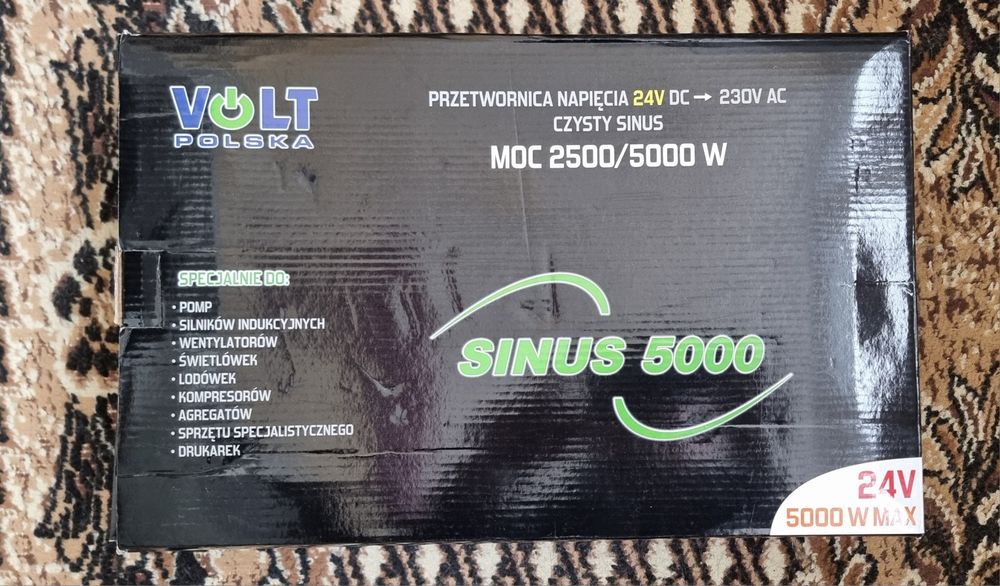 VOLT
POLSKA
PRZETWORNICA NAPIĘCIA 24V DC → 230V AC
CZYSTY SINUS
MOC 2500/5000 W
SPECJALNIE DO:
• POMP
• SILNIKÓW INDUKCYJNYCH
• WENTYLATORÓW
• ŚWIETLÓWEK
• LODÓWEK
• KOMPRESORÓW
• AGREGATÓW
• SPRZĘTU SPECJALISTYCZNEGO
• DRUKAREK
SINUS 5000
24V
5000 W MAX